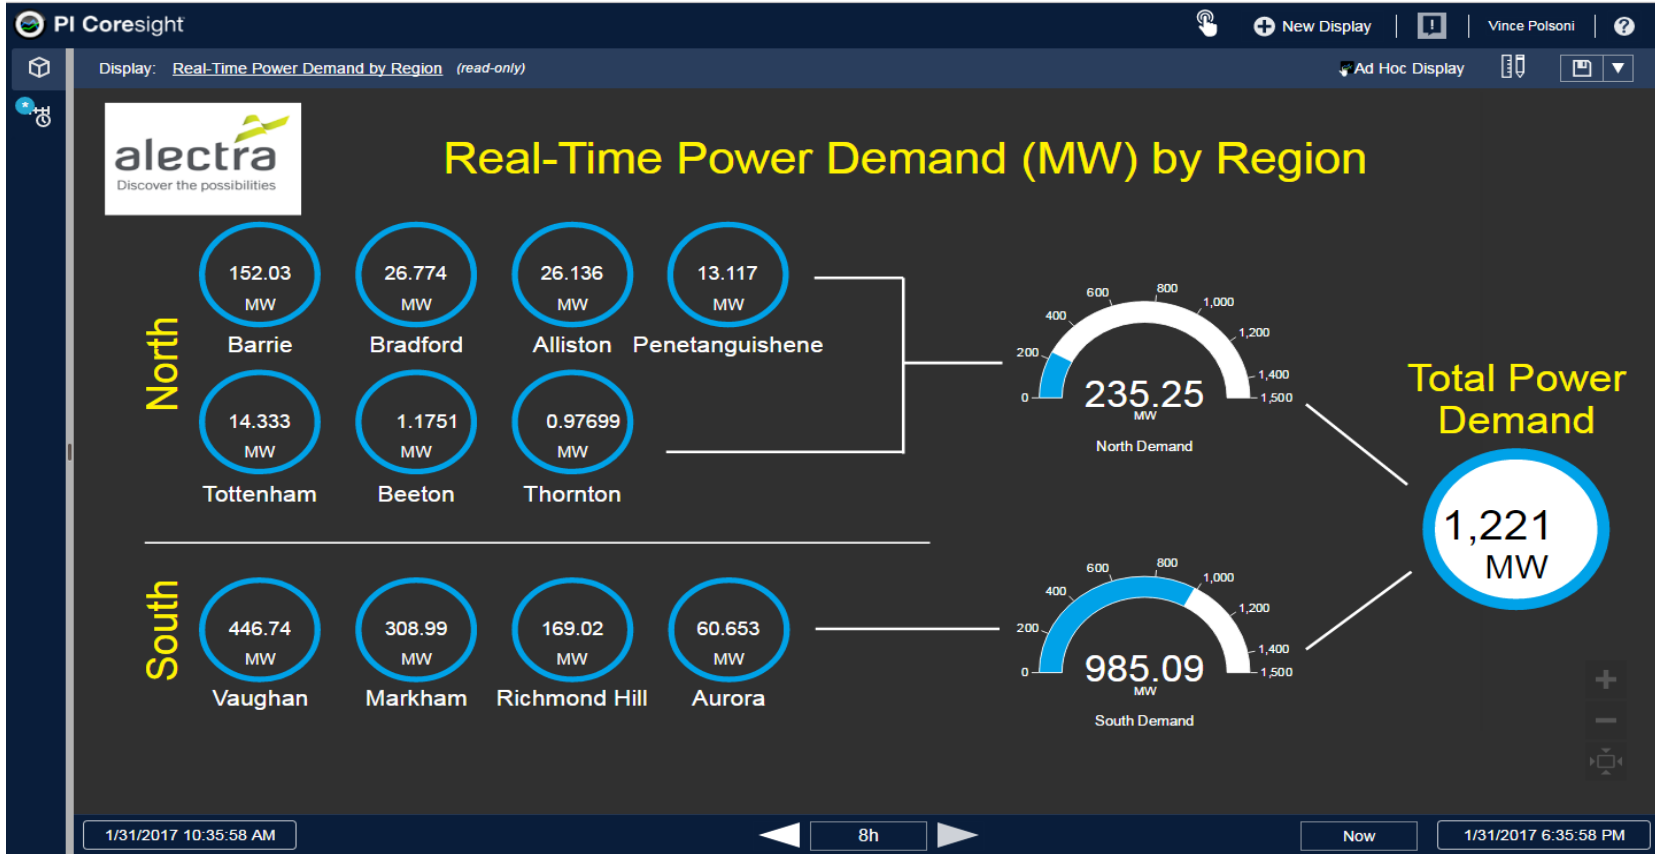 PI Coresight
New Display
Vince Polsoni
?
Display: Real-Time Power Demand by Region (read-only)
Ad Hoc Display
alectra
Discover the possibilities
Real-Time Power Demand (MW) by Region
North
152.03
MW
Barrie
26.774
MW
Bradford
26.136
MW
Alliston
13.117
MW
Penetanguishene
14.333
MW
Tottenham
1.1751
MW
Beeton
0.97699
MW
Thornton
0
200
400
600
800
1,000
1,200
1,400
1,500
235.25
MW
North Demand
South
446.74
MW
Vaughan
308.99
MW
Markham
169.02
MW
Richmond Hill
60.653
MW
Aurora
0
200
400
600
800
1,000
1,200
1,400
1,500
985.09
MW
South Demand
Total Power
Demand
1,221
MW
1/31/2017 10:35:58 AM
8h
Now
1/31/2017 6:35:58 PM